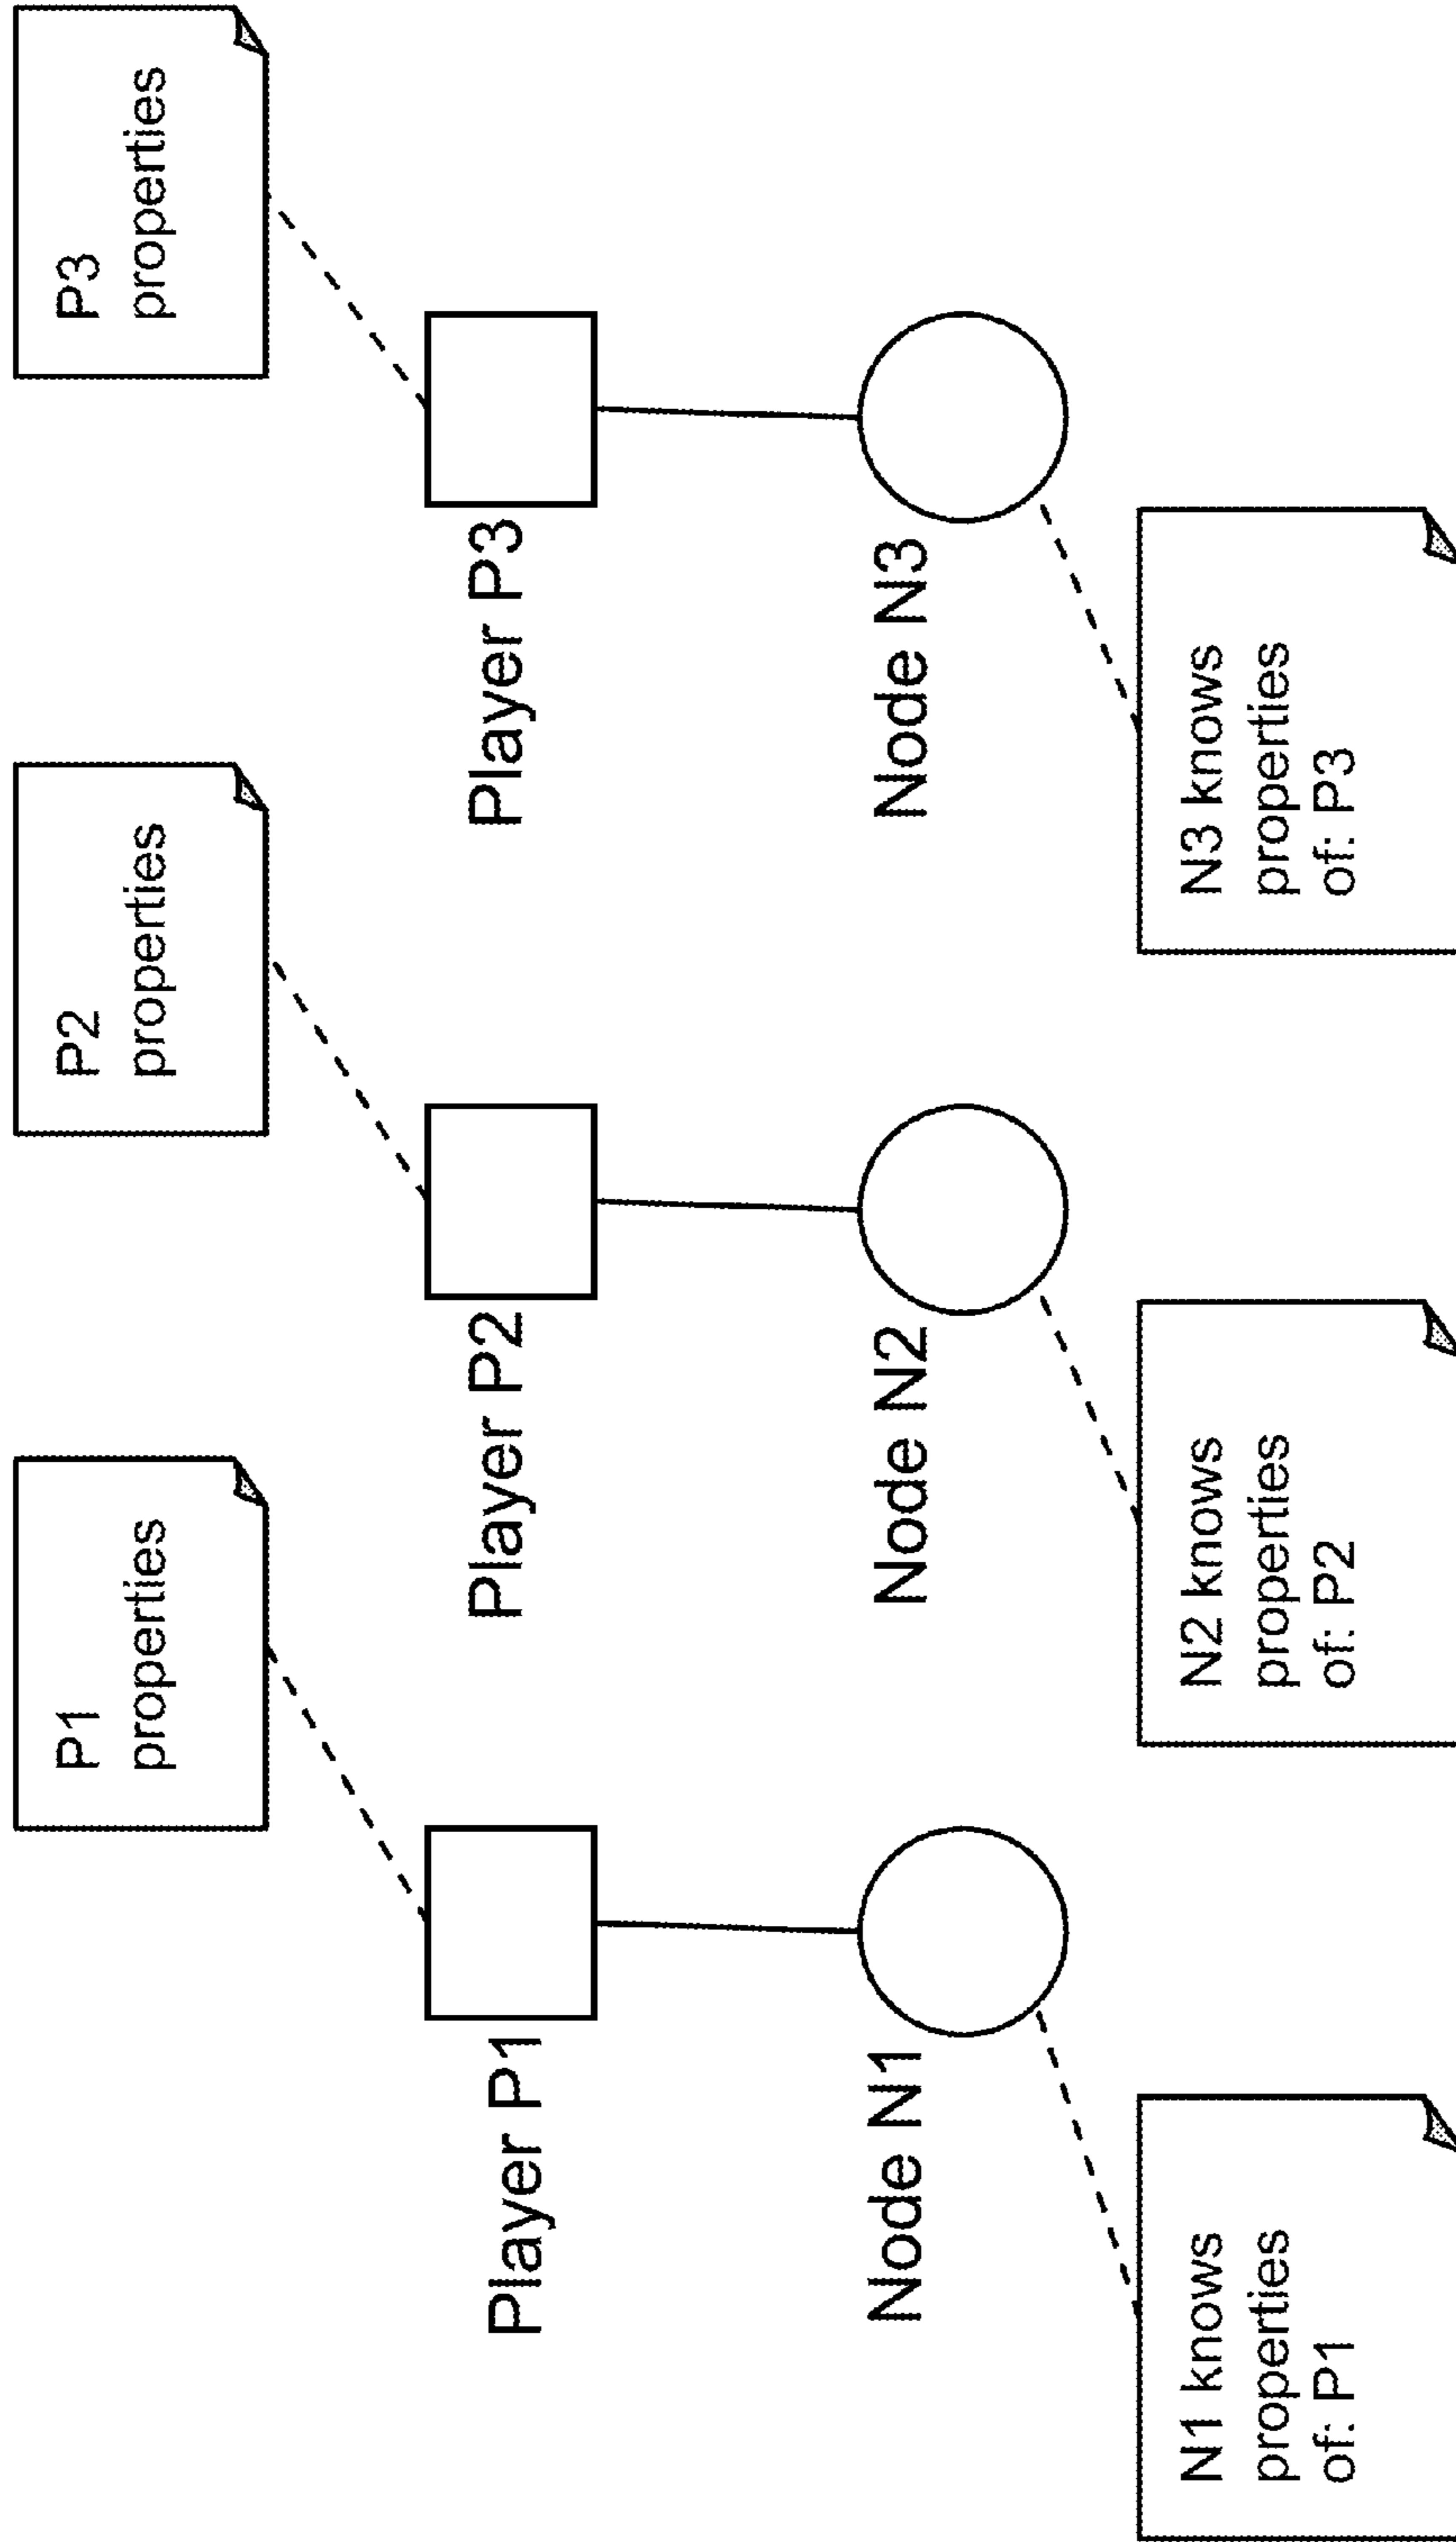 P1
properties
P2
properties
P3
properties
Player P1
Player P2
Player P3
Node N1
Node N2
Node N3
N1 knows
properties
of: P1
N2 knows
properties
of: P2
N3 knows
properties
of: P3